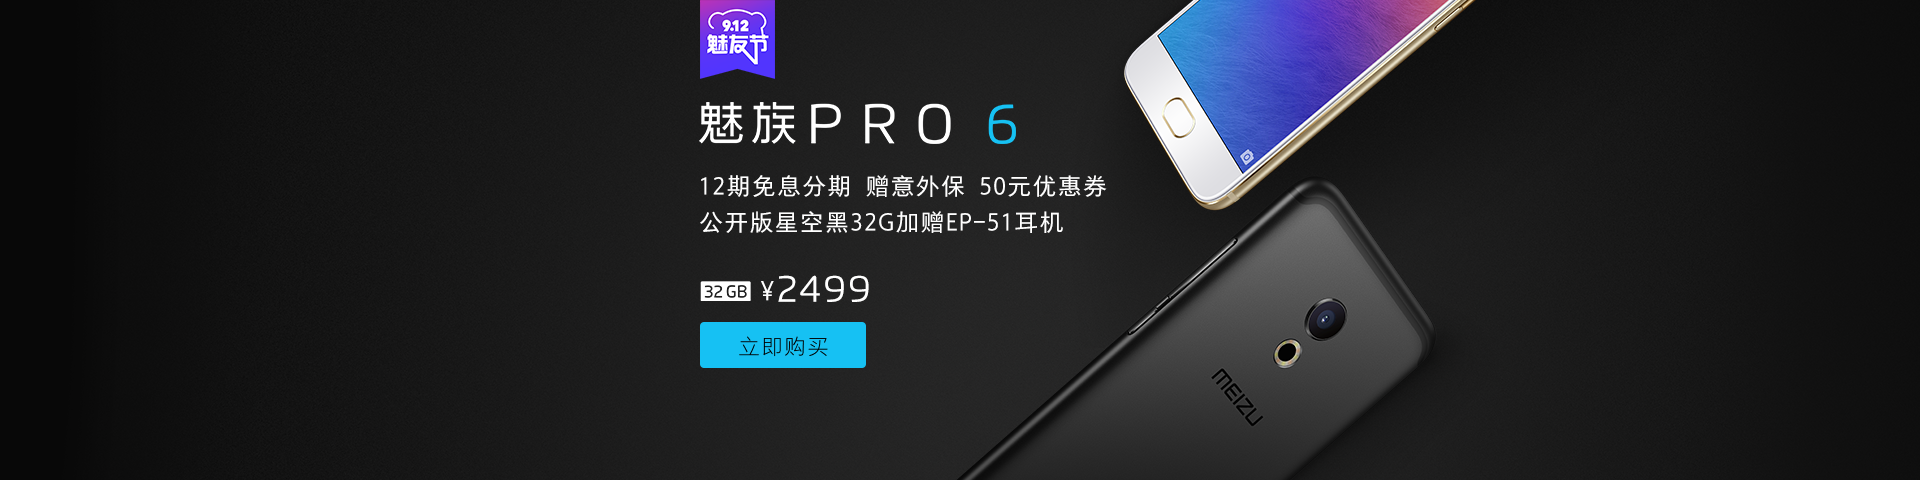 9.12
魅友节
魅族PRO 6
12期免息分期 赠意外保 50元优惠券
公开版星空黑32G加赠EP-51耳机
32GB ¥2499
立即购买
MEIZU